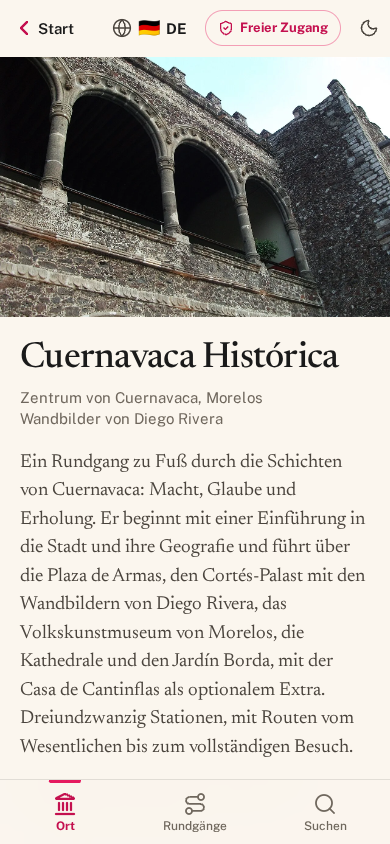 Start
DE
Freier Zugang
Cuernavaca Histórica
Zentrum von Cuernavaca, Morelos
Wandbilder von Diego Rivera
Ein Rundgang zu Fuß durch die Schichten
von Cuernavaca: Macht, Glaube und
Erholung. Er beginnt mit einer Einführung in
die Stadt und ihre Geografie und führt über
die Plaza de Armas, den Cortés-Palast mit den
Wandbildern von Diego Rivera, das
Volkskunstmuseum von Morelos, die
Kathedrale und den Jardín Borda, mit der
Casa de Cantinflas als optionalem Extra.
Dreiundzwanzig Stationen, mit Routen vom
Wesentlichen bis zum vollständigen Besuch.
Ort
Rundgänge
Suchen